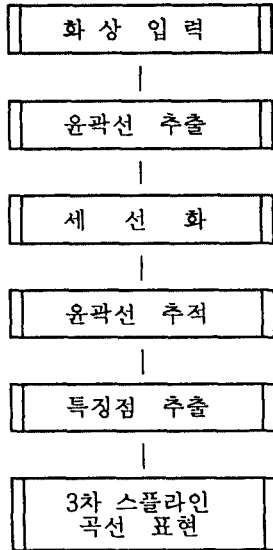 화 상 입 력
윤곽선 추출
세 선 화
윤곽선 추적
특징점 추출
3차 스플라인
곡선 표현